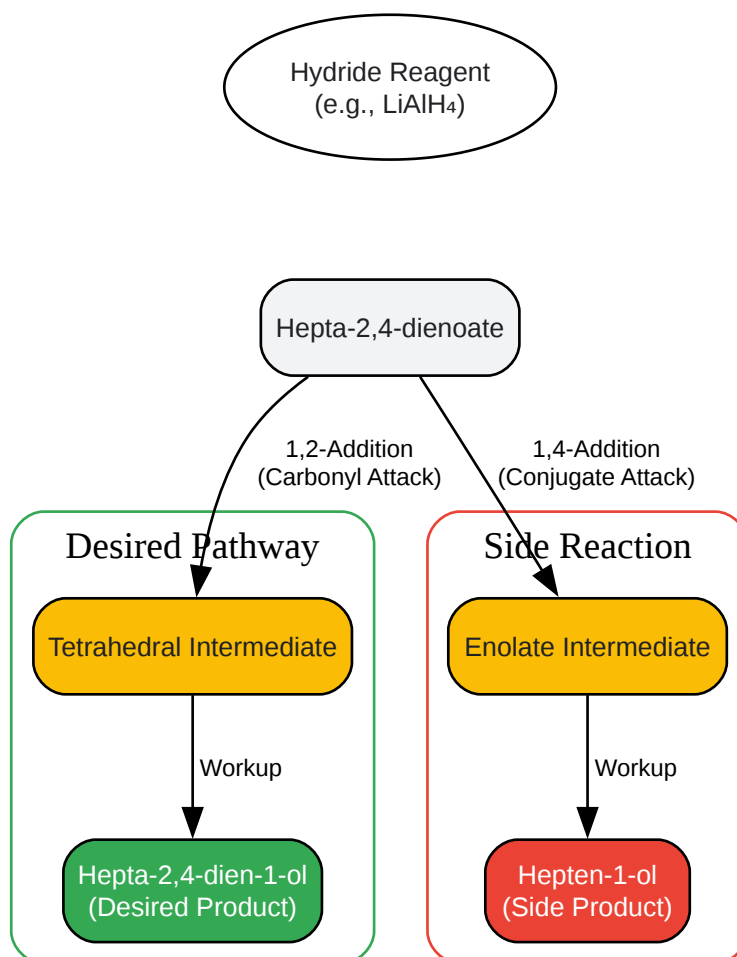 Hydride Reagent
(e.g., LiAlH₄)
Hepta-2,4-dienoate
1,2-Addition
(Carbonyl Attack)
1,4-Addition
(Conjugate Attack)
Desired Pathway
Side Reaction
Tetrahedral Intermediate
Enolate Intermediate
Workup
Workup
Hepta-2,4-dien-1-ol
(Desired Product)
Hepten-1-ol
(Side Product)